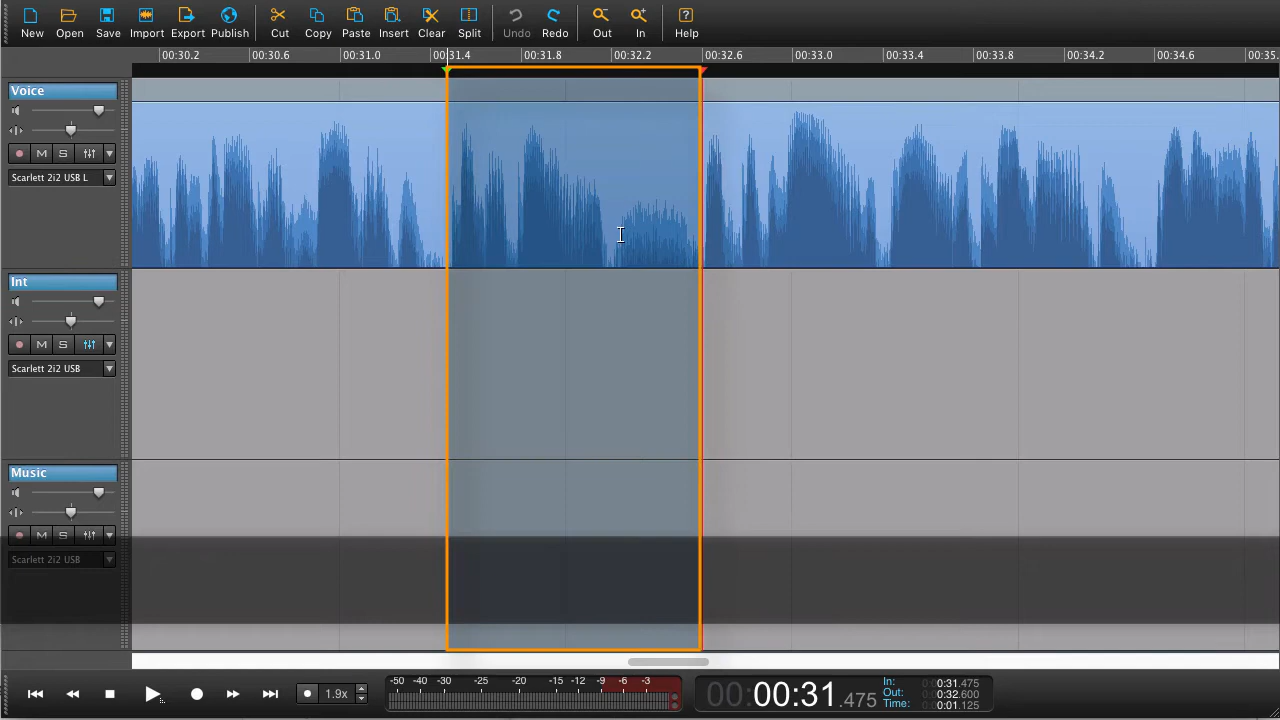 New Open Save Import Export Publish Cut Copy Paste Insert Clear Split Undo Redo Out In Help
00:30.2 00:30.6 00:31.0 00:31.4 00:31.8 00:32.2 00:32.6 00:33.0 00:33.4 00:33.8 00:34.2 00:34.6 00:35.
Voice
M S
Scarlett 2i2 USB L
Int
M S
Scarlett 2i2 USB
Music
M S
Scarlett 2i2 USB
1.9x
-50 -40 -30 -25 -20 -15 -12 -9 -6 -3
00:00:31.475
In: 0:0:31.475
Out: 0:0:32.600
Time: 0:0:01.125